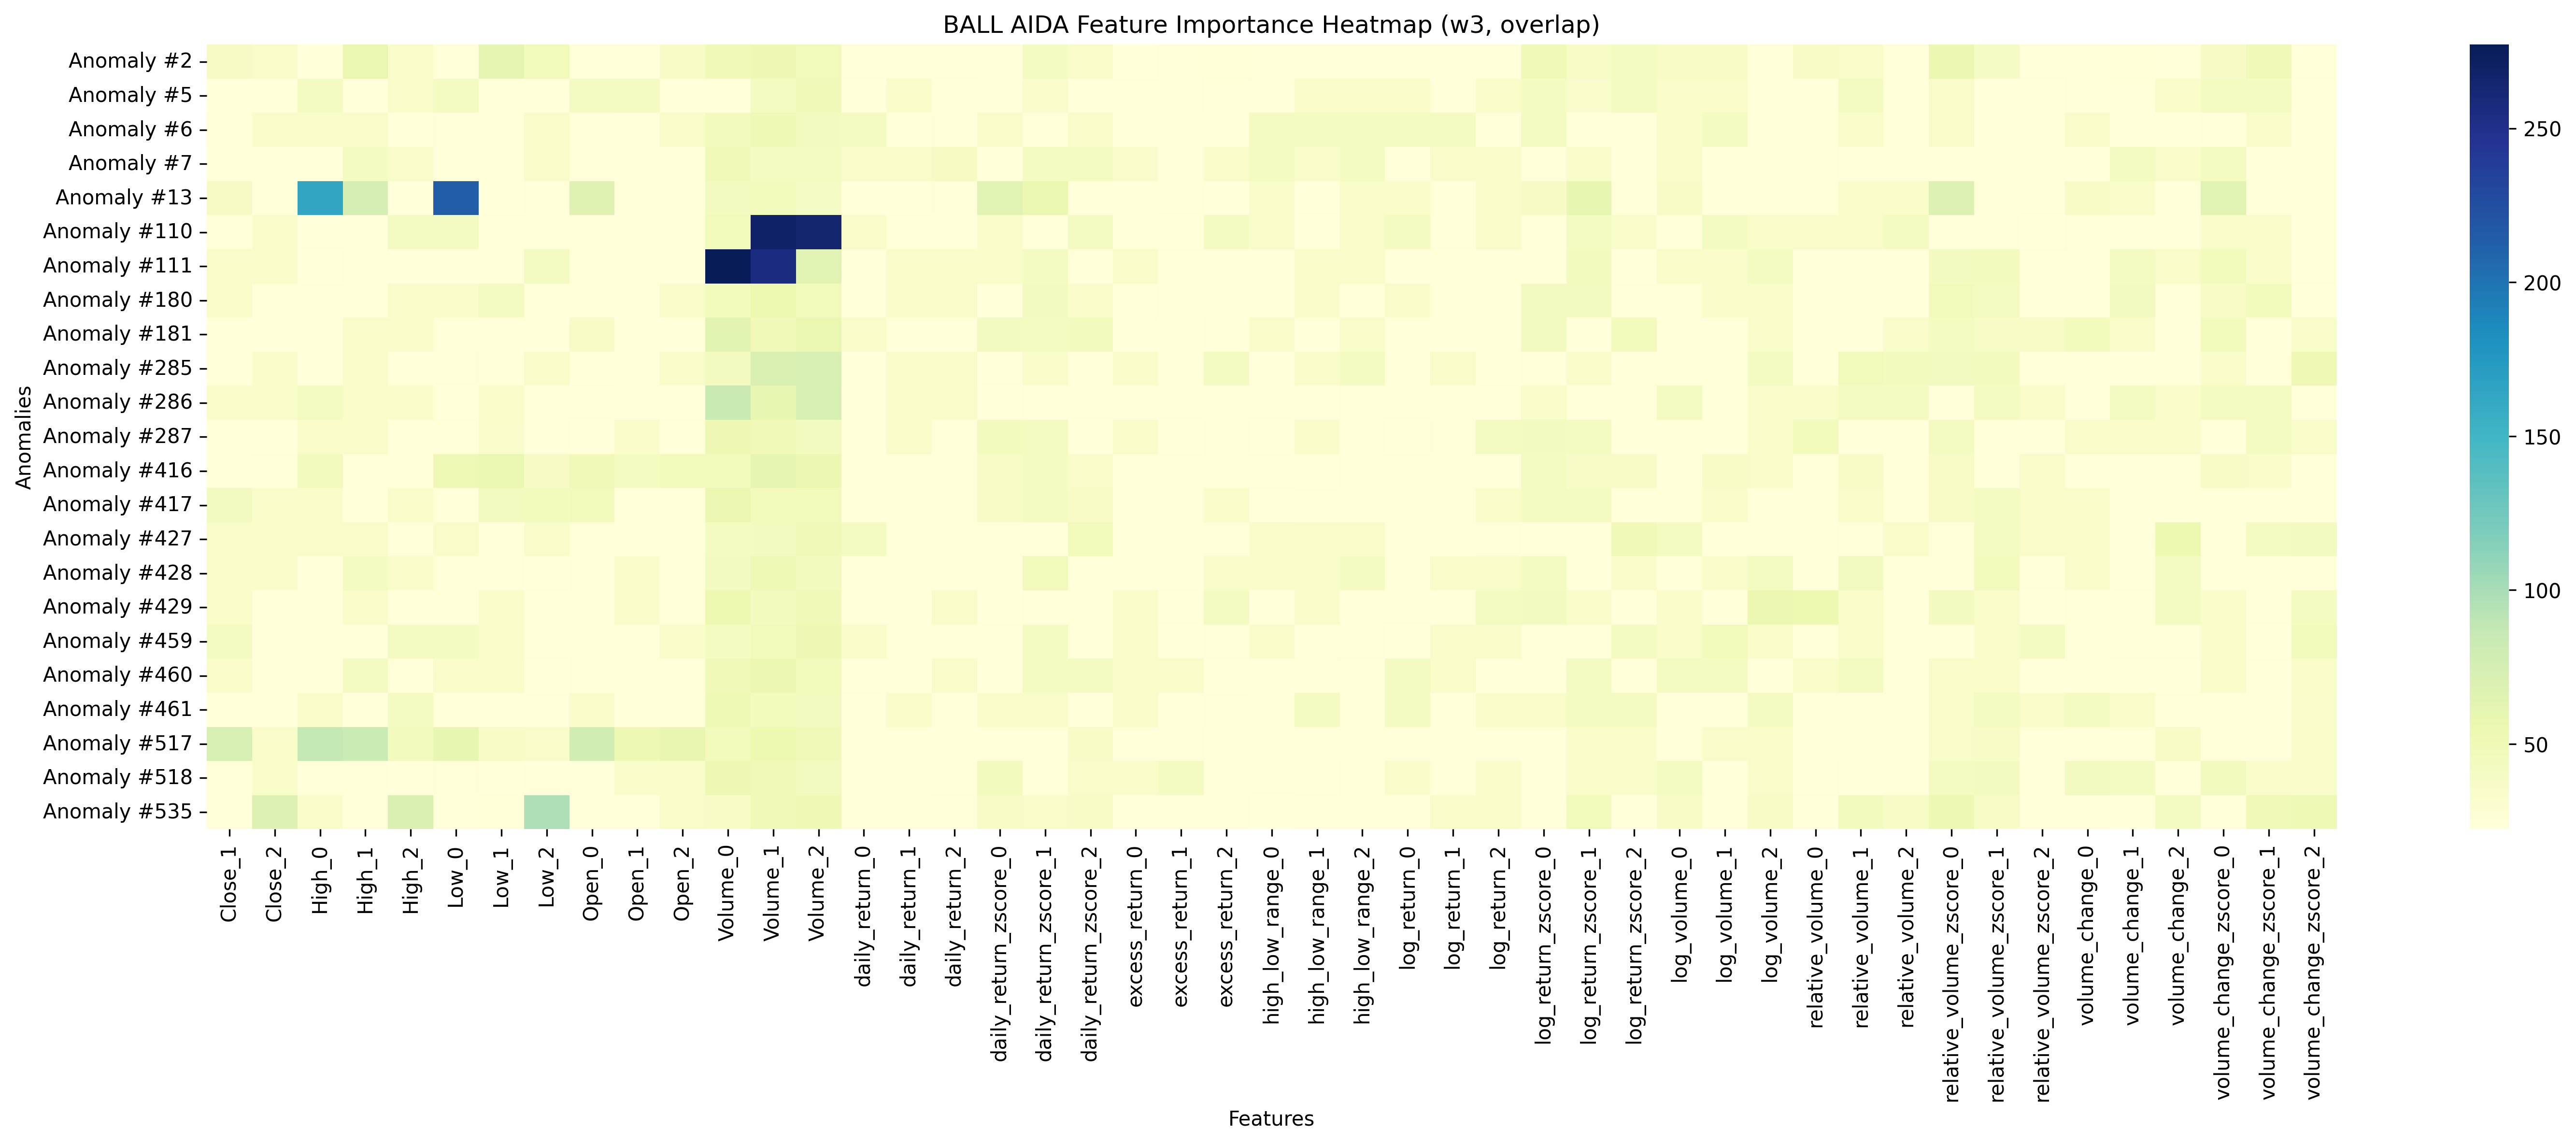 BALL AIDA Feature Importance Heatmap (w3, overlap)
Anomalies
Anomaly #2
Anomaly #5
Anomaly #6
Anomaly #7
Anomaly #13
Anomaly #110
Anomaly #111
Anomaly #180
Anomaly #181
Anomaly #285
Anomaly #286
Anomaly #287
Anomaly #416
Anomaly #417
Anomaly #427
Anomaly #428
Anomaly #429
Anomaly #459
Anomaly #460
Anomaly #461
Anomaly #517
Anomaly #518
Anomaly #535
Close_1
Close_2
High_0
High_1
High_2
Low_0
Low_1
Low_2
Open_0
Open_1
Open_2
Volume_0
Volume_1
Volume_2
daily_return_0
daily_return_1
daily_return_2
daily_return_zscore_0
daily_return_zscore_1
daily_return_zscore_2
excess_return_0
excess_return_1
excess_return_2
high_low_range_0
high_low_range_1
high_low_range_2
log_return_0
log_return_1
log_return_2
log_return_zscore_0
log_return_zscore_1
log_return_zscore_2
log_volume_0
log_volume_1
log_volume_2
relative_volume_0
relative_volume_1
relative_volume_2
relative_volume_zscore_0
relative_volume_zscore_1
relative_volume_zscore_2
volume_change_0
volume_change_1
volume_change_2
volume_change_zscore_0
volume_change_zscore_1
volume_change_zscore_2
Features
250
200
150
100
50